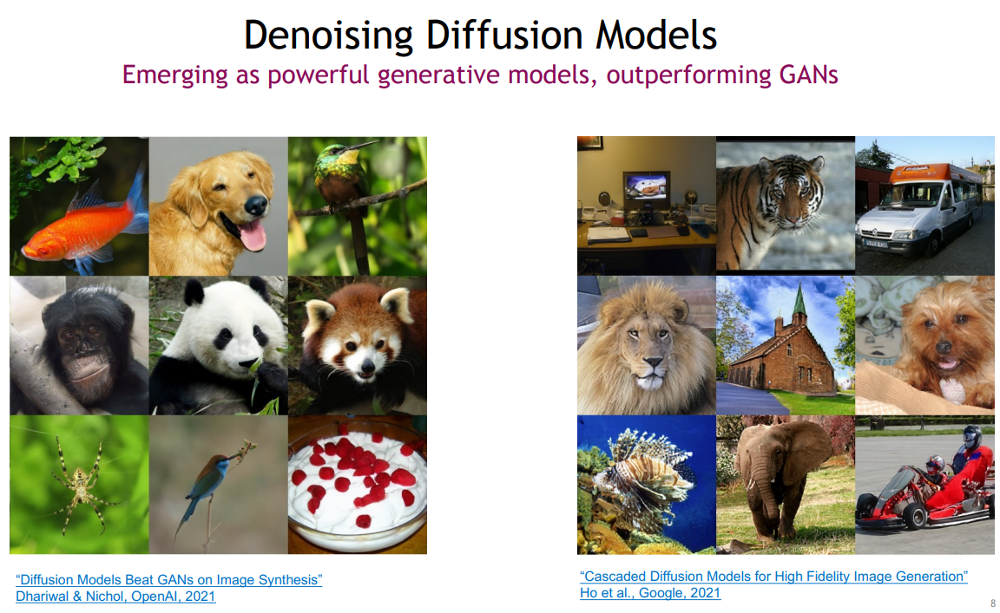 Denoising Diffusion Models
Emerging as powerful generative models, outperforming GANs
“Diffusion Models Beat GANs on Image Synthesis”
Dhariwal & Nichol, OpenAI, 2021
“Cascaded Diffusion Models for High Fidelity Image Generation”
Ho et al., Google, 2021
8